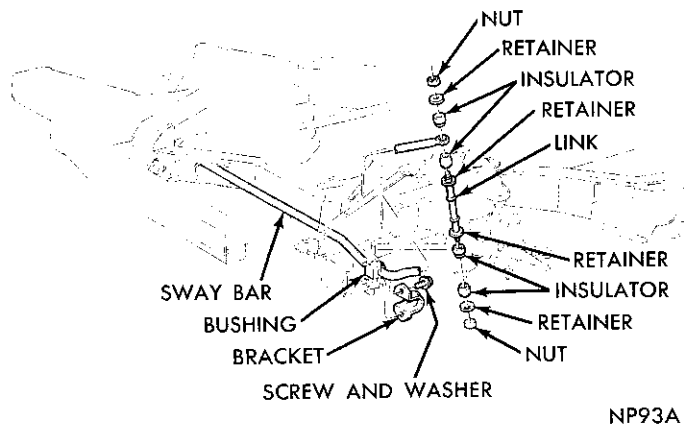 NUT
RETAINER
INSULATOR
RETAINER
LINK
RETAINER
INSULATOR
RETAINER
NUT
SWAY BAR
BUSHING
BRACKET
SCREW AND WASHER
NP93A